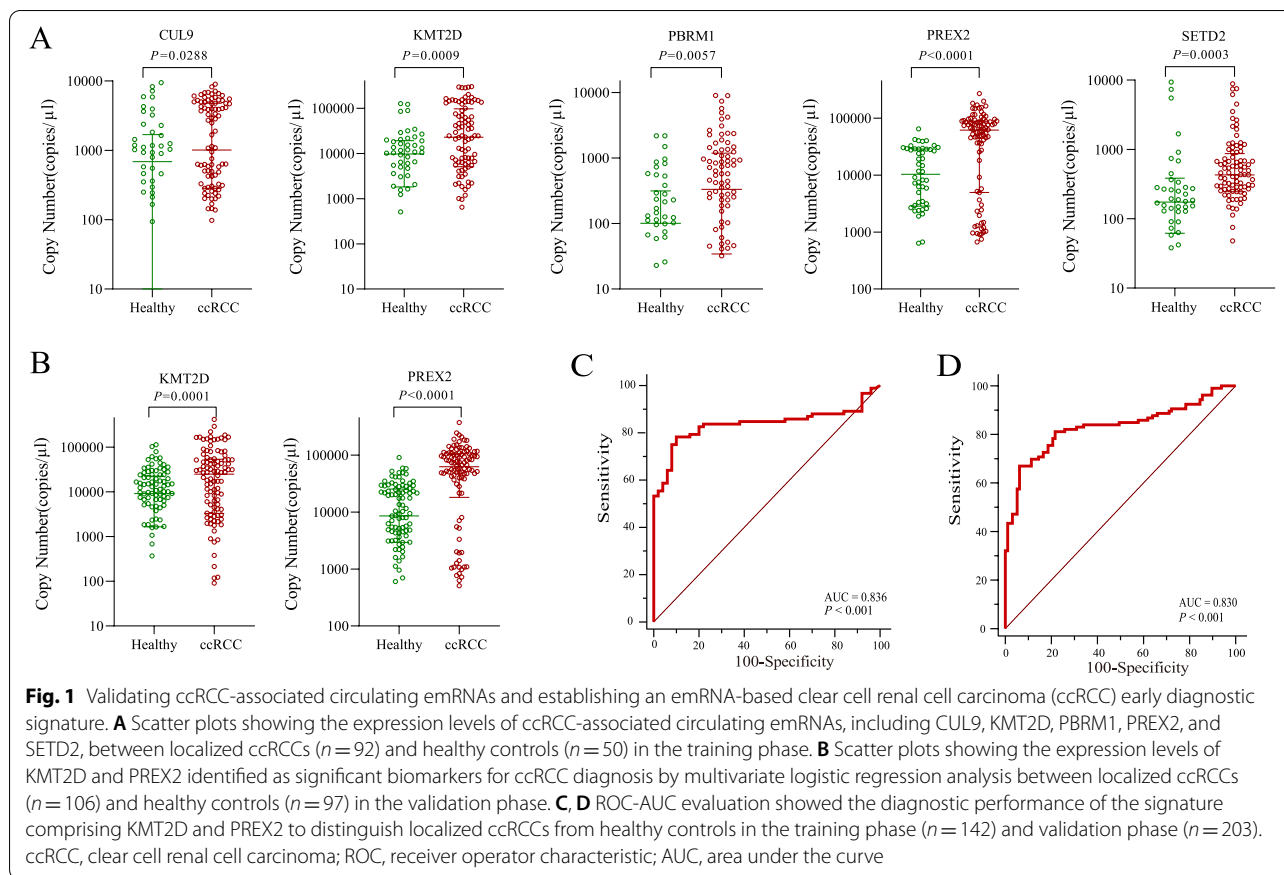 A
CUL9
P=0.0288
Copy Number(copies/ μl)
10000
1000
100
10
Healthy ccRCC
KMT2D
P=0.0009
Copy Number(copies/ μl)
100000
10000
1000
100
10
Healthy ccRCC
PBRM1
P=0.0057
Copy Number(copies/ μl)
10000
1000
100
10
Healthy ccRCC
PREX2
P<0.0001
Copy Number(copies/ μl)
100000
10000
1000
100
Healthy ccRCC
SETD2
P=0.0003
Copy Number(copies/ μl)
10000
1000
100
10
Healthy ccRCC
B
KMT2D
P=0.0001
Copy Number(copies/μl)
100000
10000
1000
100
10
Healthy ccRCC
PREX2
P<0.0001
Copy Number(copies/μl)
100000
10000
1000
100
Healthy ccRCC
C
Sensitivity
100
80
60
40
20
0
AUC = 0.836
P < 0.001
0 20 40 60 80 100
100-Specificity
D
Sensitivity
100
80
60
40
20
0
AUC = 0.830
P < 0.001
0 20 40 60 80 100
100-Specificity
Fig. 1 Validating ccRCC-associated circulating emRNAs and establishing an emRNA-based clear cell renal cell carcinoma (ccRCC) early diagnostic
signature. A Scatter plots showing the expression levels of ccRCC-associated circulating emRNAs, including CUL9, KMT2D, PBRM1, PREX2, and
SETD2, between localized ccRCCs (n = 92) and healthy controls (n = 50) in the training phase. B Scatter plots showing the expression levels of
KMT2D and PREX2 identified as significant biomarkers for ccRCC diagnosis by multivariate logistic regression analysis between localized ccRCCs
(n = 106) and healthy controls (n = 97) in the validation phase. C, D ROC-AUC evaluation showed the diagnostic performance of the signature
comprising KMT2D and PREX2 to distinguish localized ccRCCs from healthy controls in the training phase (n = 142) and validation phase (n = 203).
ccRCC, clear cell renal cell carcinoma; ROC, receiver operator characteristic; AUC, area under the curve